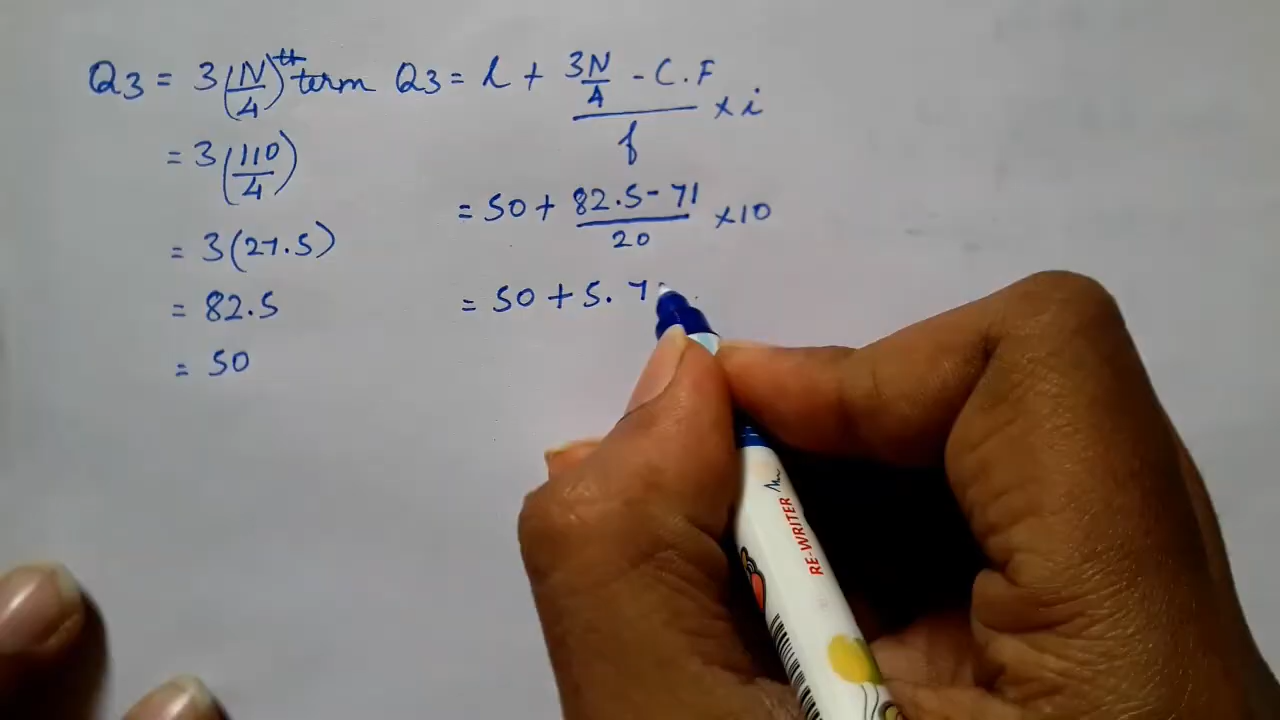 Q3 = 3(N/4)th term Q3 = l + 3N/4 - C.F / f × i
= 3(110/4)
= 50 + 82.5 - 71 / 20 × 10
= 3(27.5)
= 82.5
= 50 + 5.7
= 50
RE-WRITER